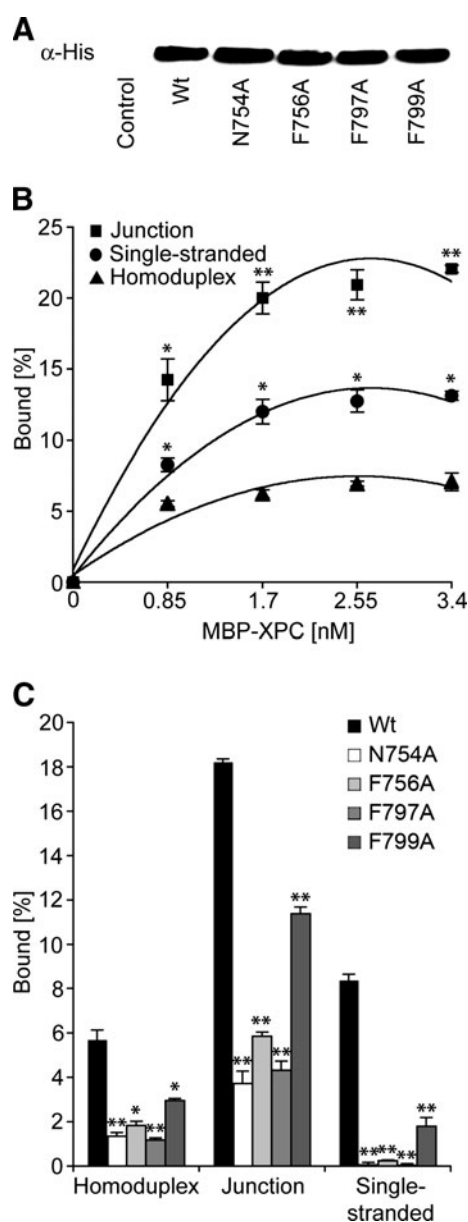 A
α-His
Control
Wt
N754A
F756A
F797A
F799A
B
25
20
15
10
5
0
Bound [%]
Junction
Single-stranded
Homoduplex
*
**
**
**
*
*
*
*
0
0.85
1.7
2.55
3.4
MBP-XPC [nM]
C
20
18
16
14
12
10
8
6
4
2
0
Bound [%]
Wt
N754A
F756A
F797A
F799A
**
*
**
*
**
**
**
**
**
**
**
**
Homoduplex
Junction
Single-
stranded